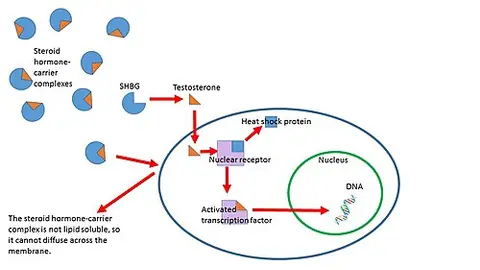 Steroid
hormone-
carrier
complexes
SHBG
Testosterone
Heat shock protein
Nuclear receptor
Nucleus
DNA
Activated
transcription factor
The steroid hormone-carrier
complex is not lipid soluble, so
it cannot diffuse across the
membrane.